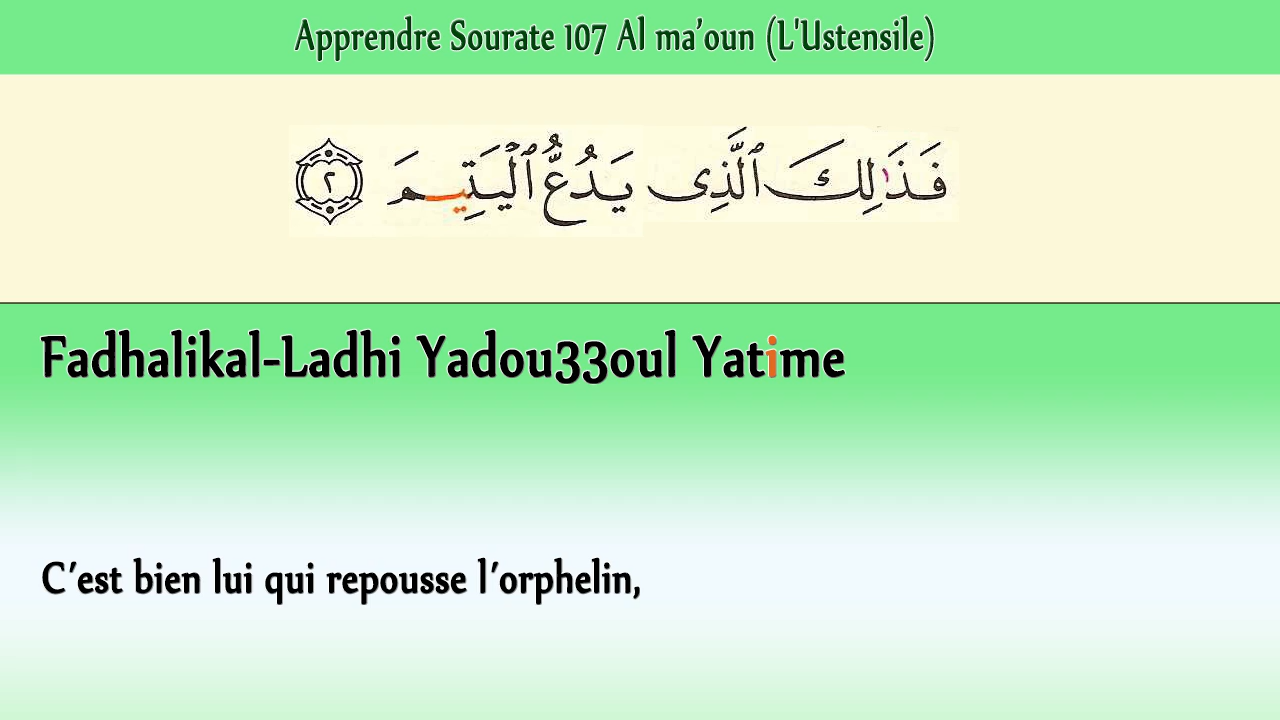 Apprendre Sourate 107 Al ma’oun (L'Ustensile)
فَذَٰلِكَ ٱلَّذِى يَدُعُّ ٱلْيَتِيمَ ٢
Fadhalikal-Ladhi Yadou33oul Yatime
C'est bien lui qui repousse l'orphelin,